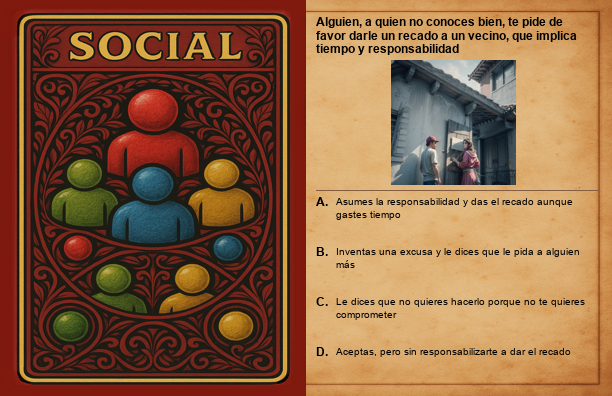 SOCIAL
Alguien, a quien no conoces bien, te pide de
favor darle un recado a un vecino, que implica
tiempo y responsabilidad
A. Asumes la responsabilidad y das el recado aunque
gastes tiempo
B. Inventas una excusa y le dices que le pida a alguien
más
C. Le dices que no quieres hacerlo porque no te quieres
comprometer
D. Aceptas, pero sin responsabilizarte a dar el recado